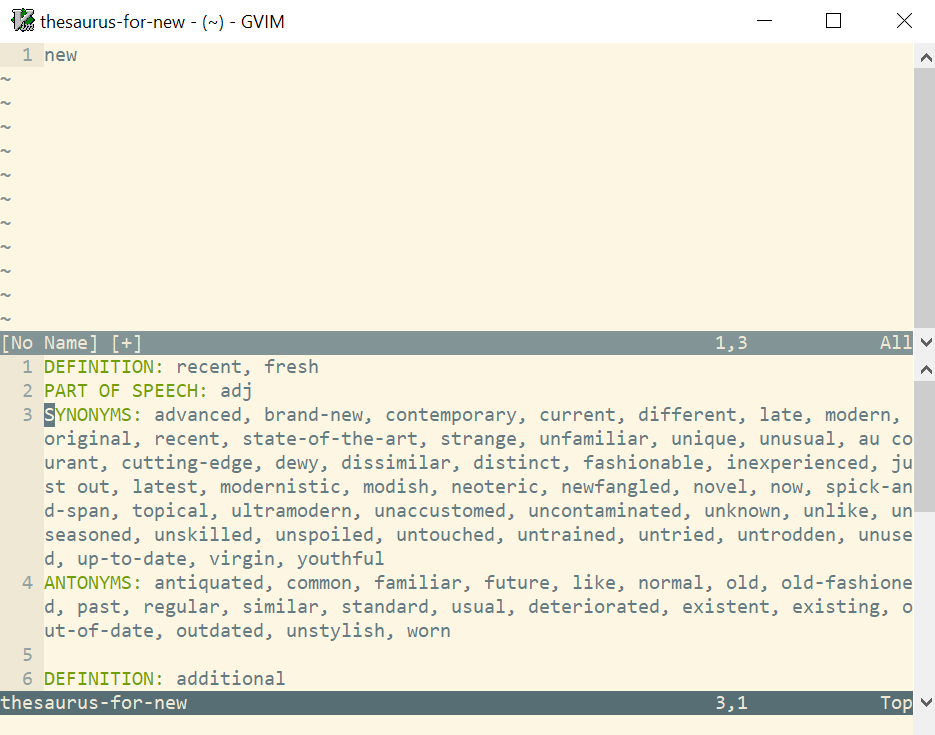 thesaurus-for-new - (~) - GVIM
1 new
~
~
~
~
~
~
~
~
~
~
~
[No Name] [+] 1,3 All
1 DEFINITION: recent, fresh
2 PART OF SPEECH: adj
3 SYNONYMS: advanced, brand-new, contemporary, current, different, late, modern,
original, recent, state-of-the-art, strange, unfamiliar, unique, unusual, au co
urant, cutting-edge, dewy, dissimilar, distinct, fashionable, inexperienced, ju
st out, latest, modernistic, modish, neoteric, newfangled, novel, now, spick-an
d-span, topical, ultramodern, unaccustomed, uncontaminated, unknown, unlike, un
seasoned, unskilled, unspoiled, untouched, untrained, untried, untrodden, unuse
d, up-to-date, virgin, youthful
4 ANTONYMS: antiquated, common, familiar, future, like, normal, old, old-fashione
d, past, regular, similar, standard, usual, deteriorated, existent, existing, o
ut-of-date, outdated, unstylish, worn
5
6 DEFINITION: additional
thesaurus-for-new 3,1 Top